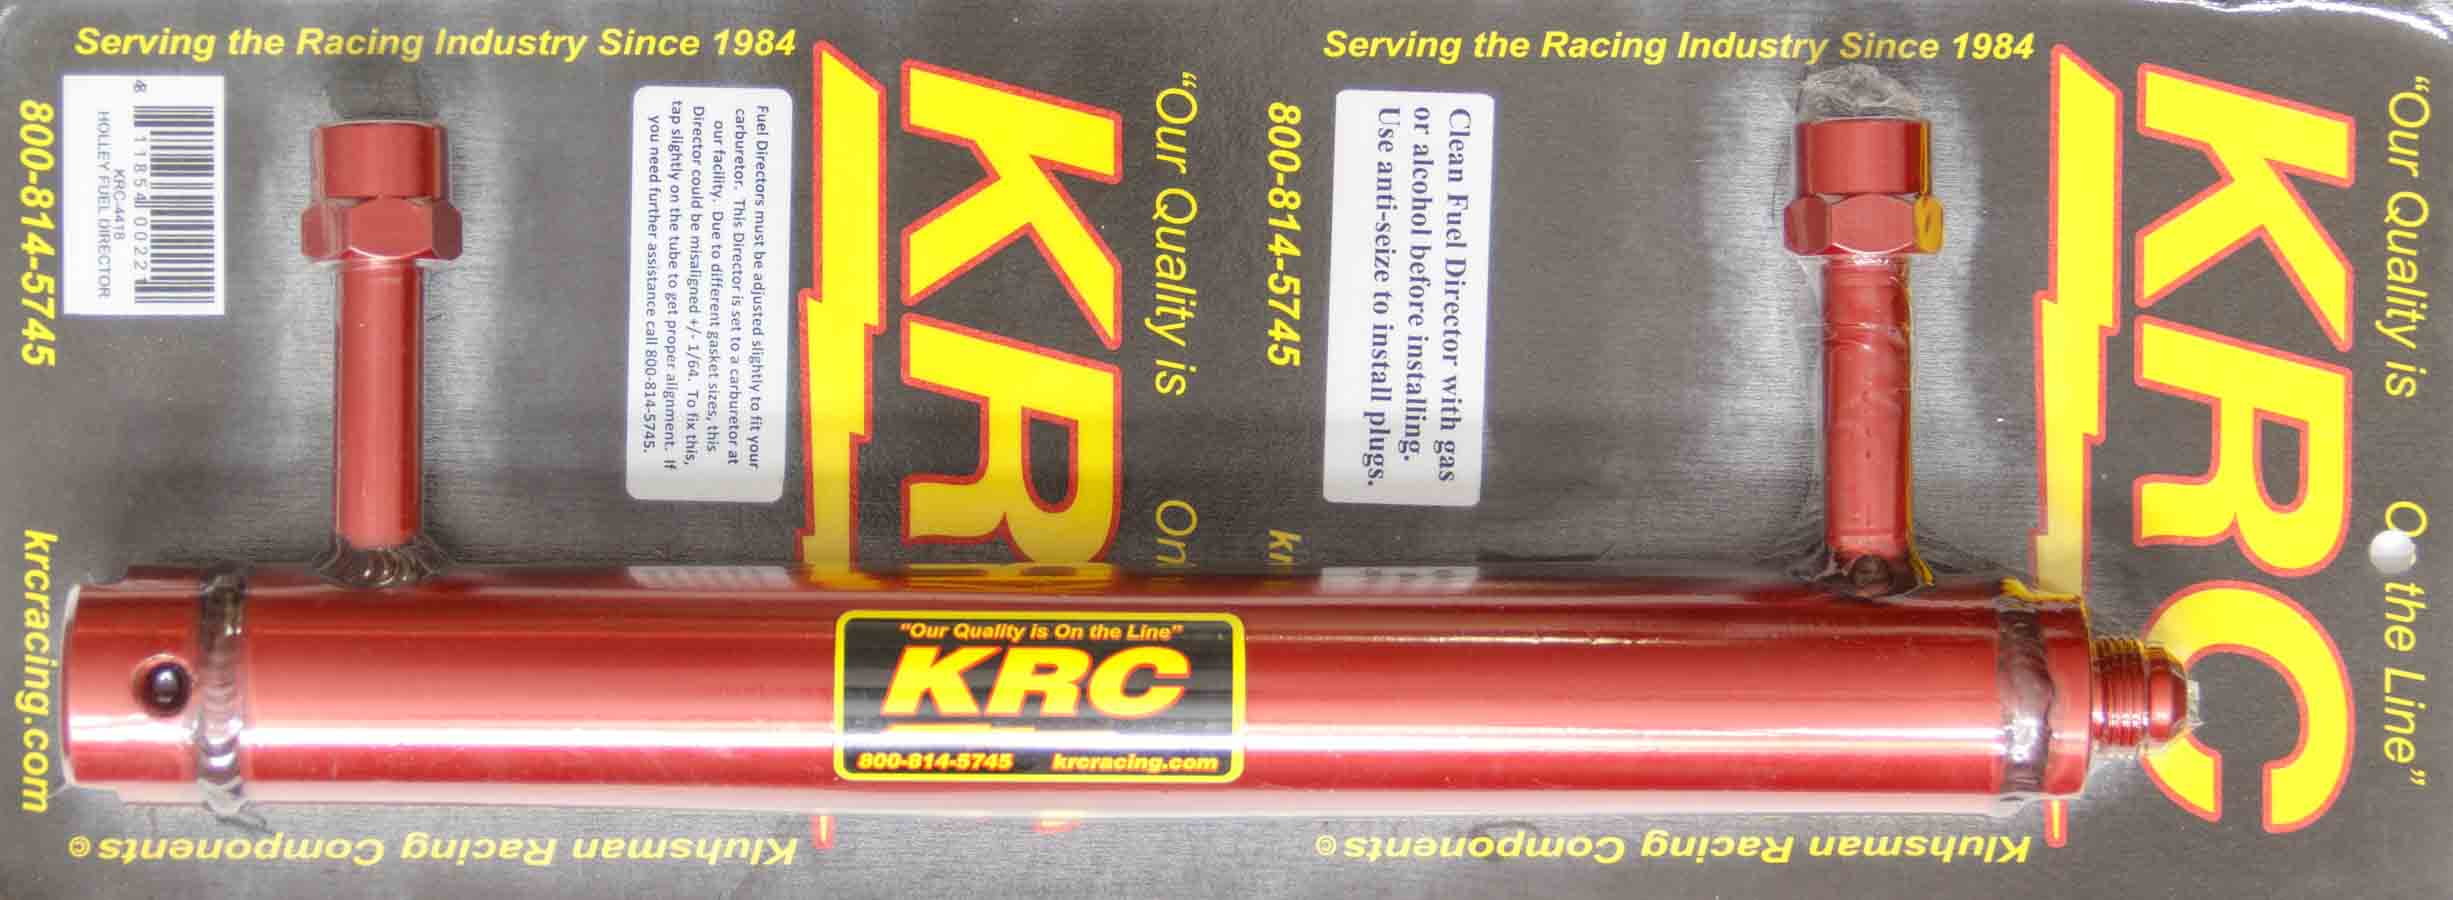 Serving the Racing Industry Since 1984
4
11854 00221
KRC-4418
HOLLEY FUEL DIRECTOR
800-814-5745
krcracing.com
Fuel Directors must be adjusted slightly to fit your
carburetor. This Director is set to a carburetor at
our facility. Due to different gasket sizes, this
Director could be misaligned +/- 1/64. To fix this,
tap slightly on the tube to get proper alignment. If
you need further assistance call 800-814-5745.
KR
"Our Quality is
On
Kluhsman Racing Components ©
Serving the Racing Industry Since 1984
800-814-5745
kr
Clean Fuel Director with gas
or alcohol before installing.
Use anti-seize to install plugs.
KRC
"Our Quality is
the Line"
Kluhsman Racing Components ©
"Our Quality is On the Line"
KRC
800-814-5745 krcracing.com